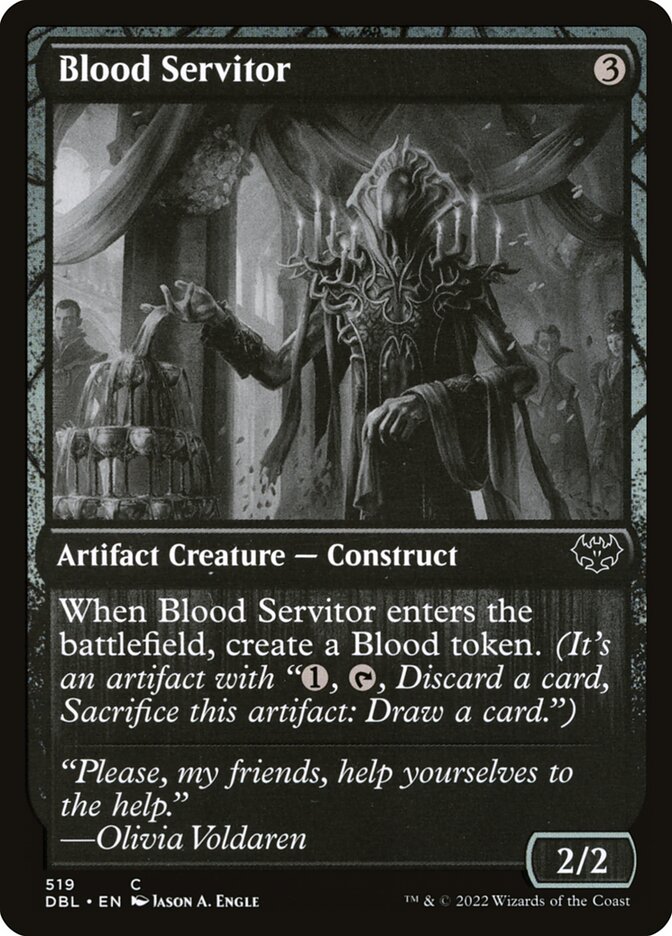 Blood Servitor 3
Artifact Creature — Construct
When Blood Servitor enters the
battlefield, create a Blood token. (It's
an artifact with “1, , Discard a card,
Sacrifice this artifact: Draw a card.”)
“Please, my friends, help yourselves to
the help.”
—Olivia Voldaren
2/2
519 C
DBL • EN Jason A. Engle
™ & © 2022 Wizards of the Coast